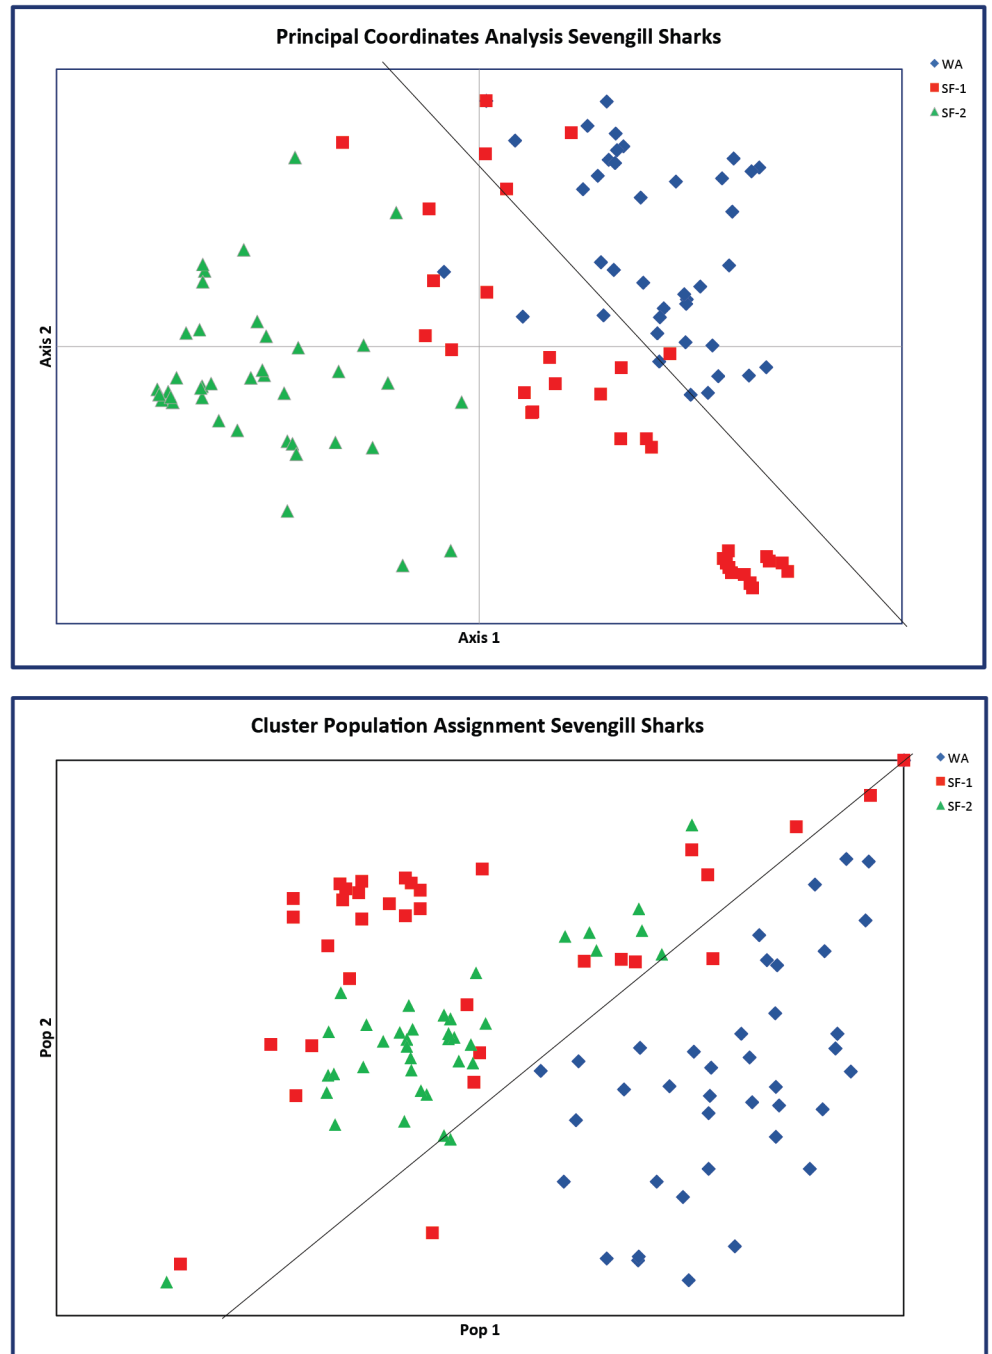 Principal Coordinates Analysis Sevengill Sharks
WA
SF-1
SF-2
Axis 2
Axis 1
Cluster Population Assignment Sevengill Sharks
WA
SF-1
SF-2
Pop 2
Pop 1